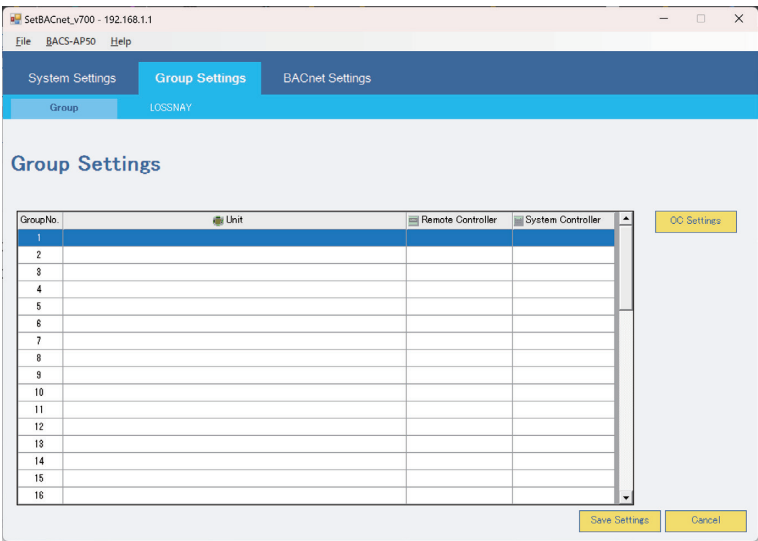 SetBACnet_v700 - 192.168.1.1
File BACS-AP50 Help
System Settings Group Settings BACnet Settings
Group LOSSNAY
Group Settings
GroupNo. Unit Remote Controller System Controller OC Settings
1
2
3
4
5
6
7
8
9
10
11
12
13
14
15
16
Save Settings Cancel